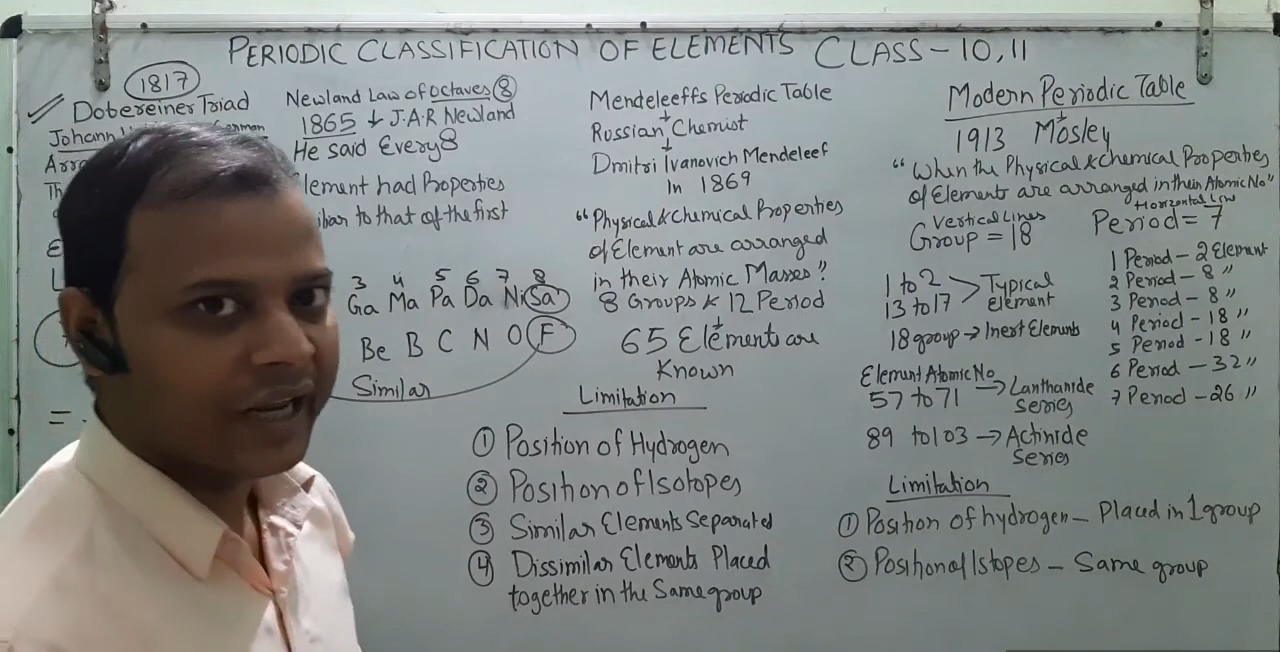 PERIODIC CLASSIFICATION OF ELEMENTS CLASS-10,11
1817
Dobereiner Triad
Johann
Newland Law of Octaves 8
1865 J.A.R Newland
He said Every 8
lement had Properties
to that of the first
3 4 5 6 7 8
Ga Ma Pa Da Ni Sa
Be B C N O F
Similar
Mendeleeffs Periodic Table
Russian Chemist
Dmitri Ivanovich Mendeleef
In 1869
"Physical & Chemical Properties
of Element are arranged
in their Atomic Masses"
8 Groups & 12 Period
65 Elements are
Known
Limitation
① Position of Hydrogen
② Position of Isotopes
③ Similar Elements Separated
④ Dissimilar Elements Placed
together in the Same group
Modern Periodic Table
1913 Mosley
"When the Physical & Chemical Properties
of Elements are arranged in their Atomic No"
Vertical Lines
Group = 18
Horizontal Line
Period = 7
1 to 2
13 to 17
Typical
Element
18 group → Inert Elements
Element Atomic No
57 to 71 → Lanthanide
Series
89 to 103 → Actinide
Series
1 Period - 2 Element
2 Period - 8 "
3 Period - 8 "
4 Period - 18 "
5 Period - 18 "
6 Period - 32 "
7 Period - 26 "
Limitation
① Position of hydrogen - Placed in 1 group
② Position of Istopes - Same group